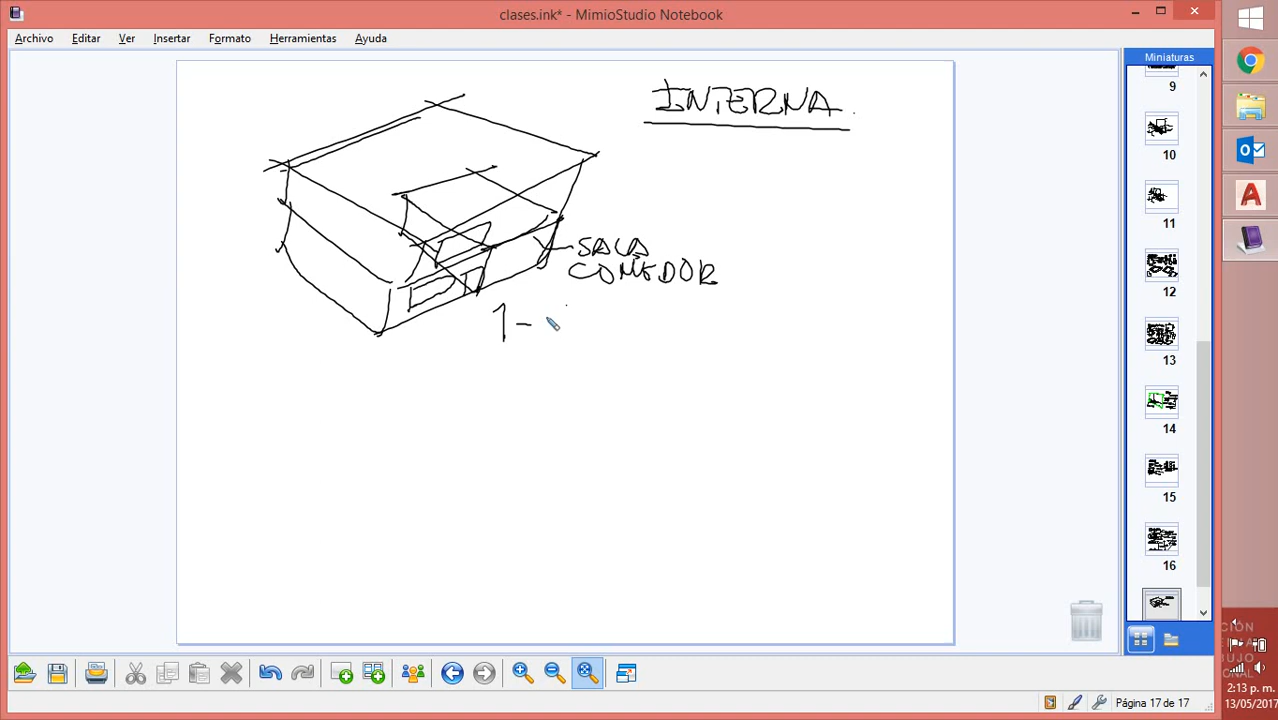 clases.ink* - MimioStudio Notebook
Archivo Editar Ver Insertar Formato Herramientas Ayuda
Miniaturas
INTERNA
SALA
COMEDOR
1 -
9
10
11
12
13
14
15
16
Página 17 de 17
CIÓN
2:13 p. m.
13/05/2017